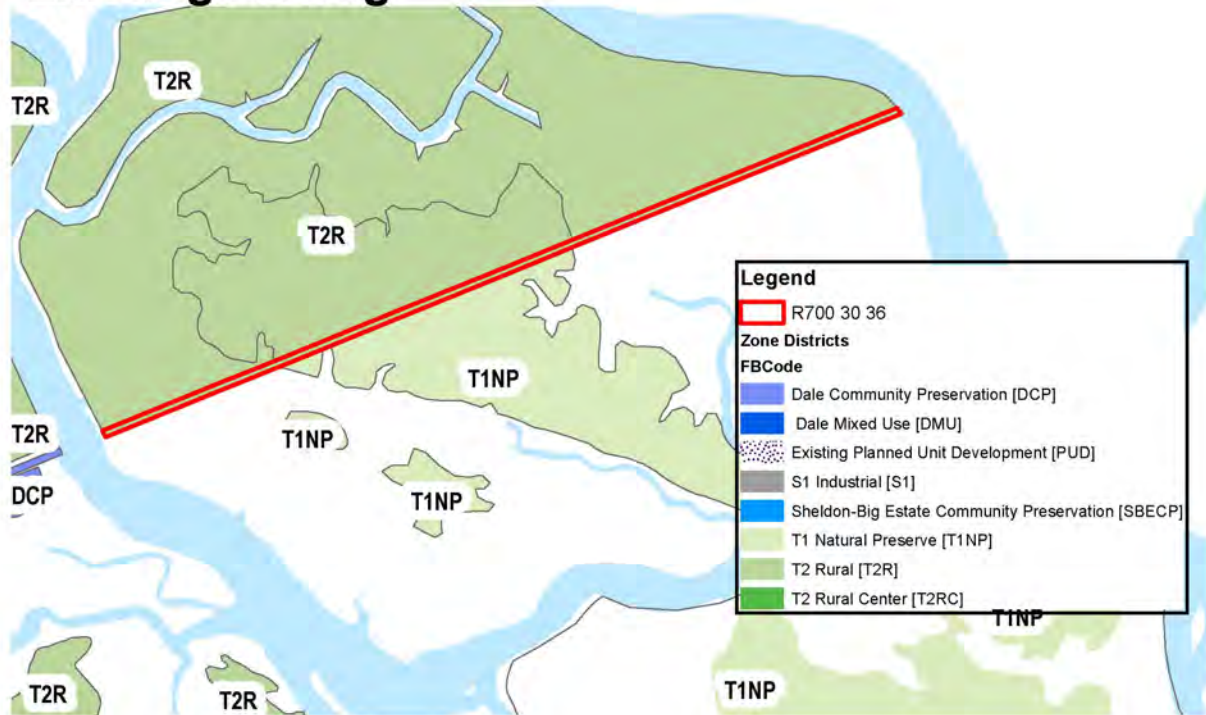 T2R
T2R
T2R
T1NP
T2R
T1NP
DCP
T1NP
T2R
T2R
T1NP
T1NP
Legend
R700 30 36
Zone Districts
FBCode
Dale Community Preservation [DCP]
Dale Mixed Use [DMU]
Existing Planned Unit Development [PUD]
S1 Industrial [S1]
Sheldon-Big Estate Community Preservation [SBECP]
T1 Natural Preserve [T1NP]
T2 Rural [T2R]
T2 Rural Center [T2RC]